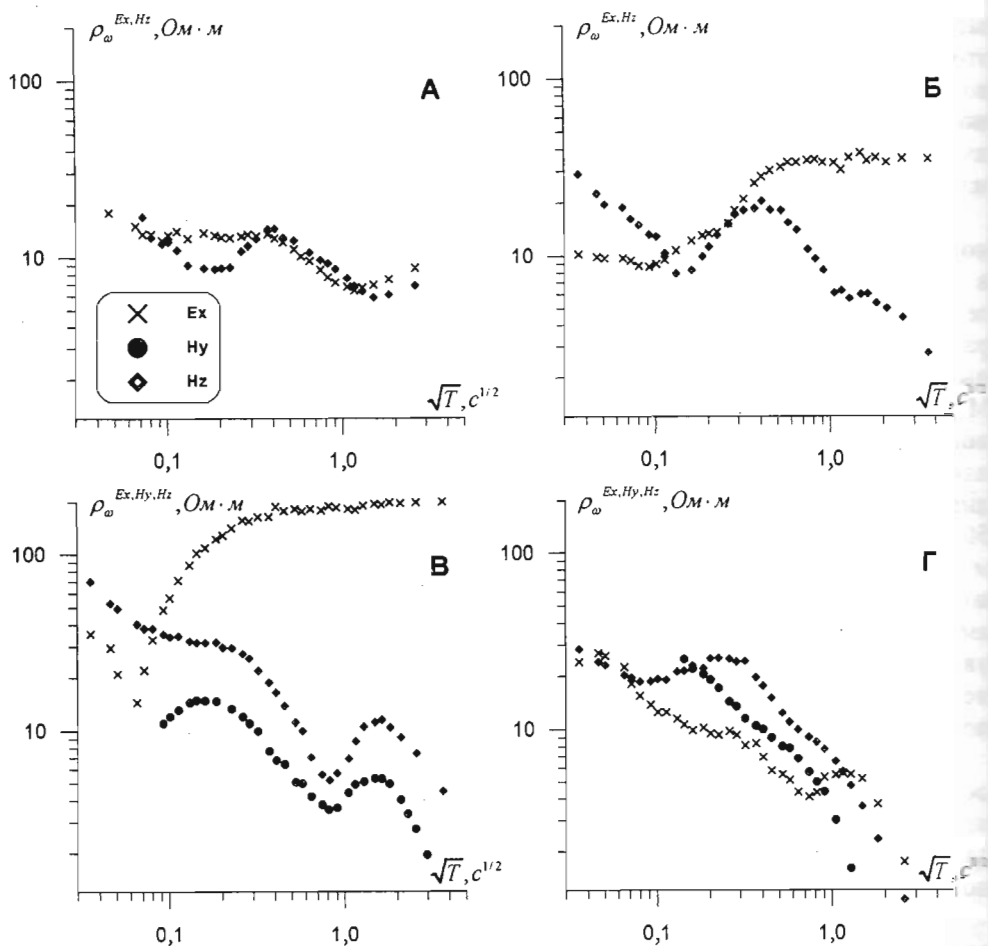 ρω^Ex,Hz, Ом·м
100
А
10
Ex
Hy
Hz
√T, c^1/2
0,1 1,0
ρω^Ex,Hz, Ом·м
100
Б
10
√T, c
0,1 1,0
ρω^Ex,Hy,Hz, Ом·м
100
В
10
√T, c^1/2
0,1 1,0
ρω^Ex,Hy,Hz, Ом·м
100
Г
10
√T, c
0,1 1,0